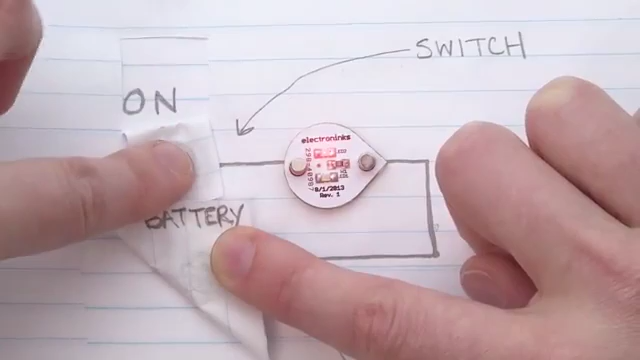 SWITCH
ON
electroninks
8/1/2013
Rev. 1
BATTERY